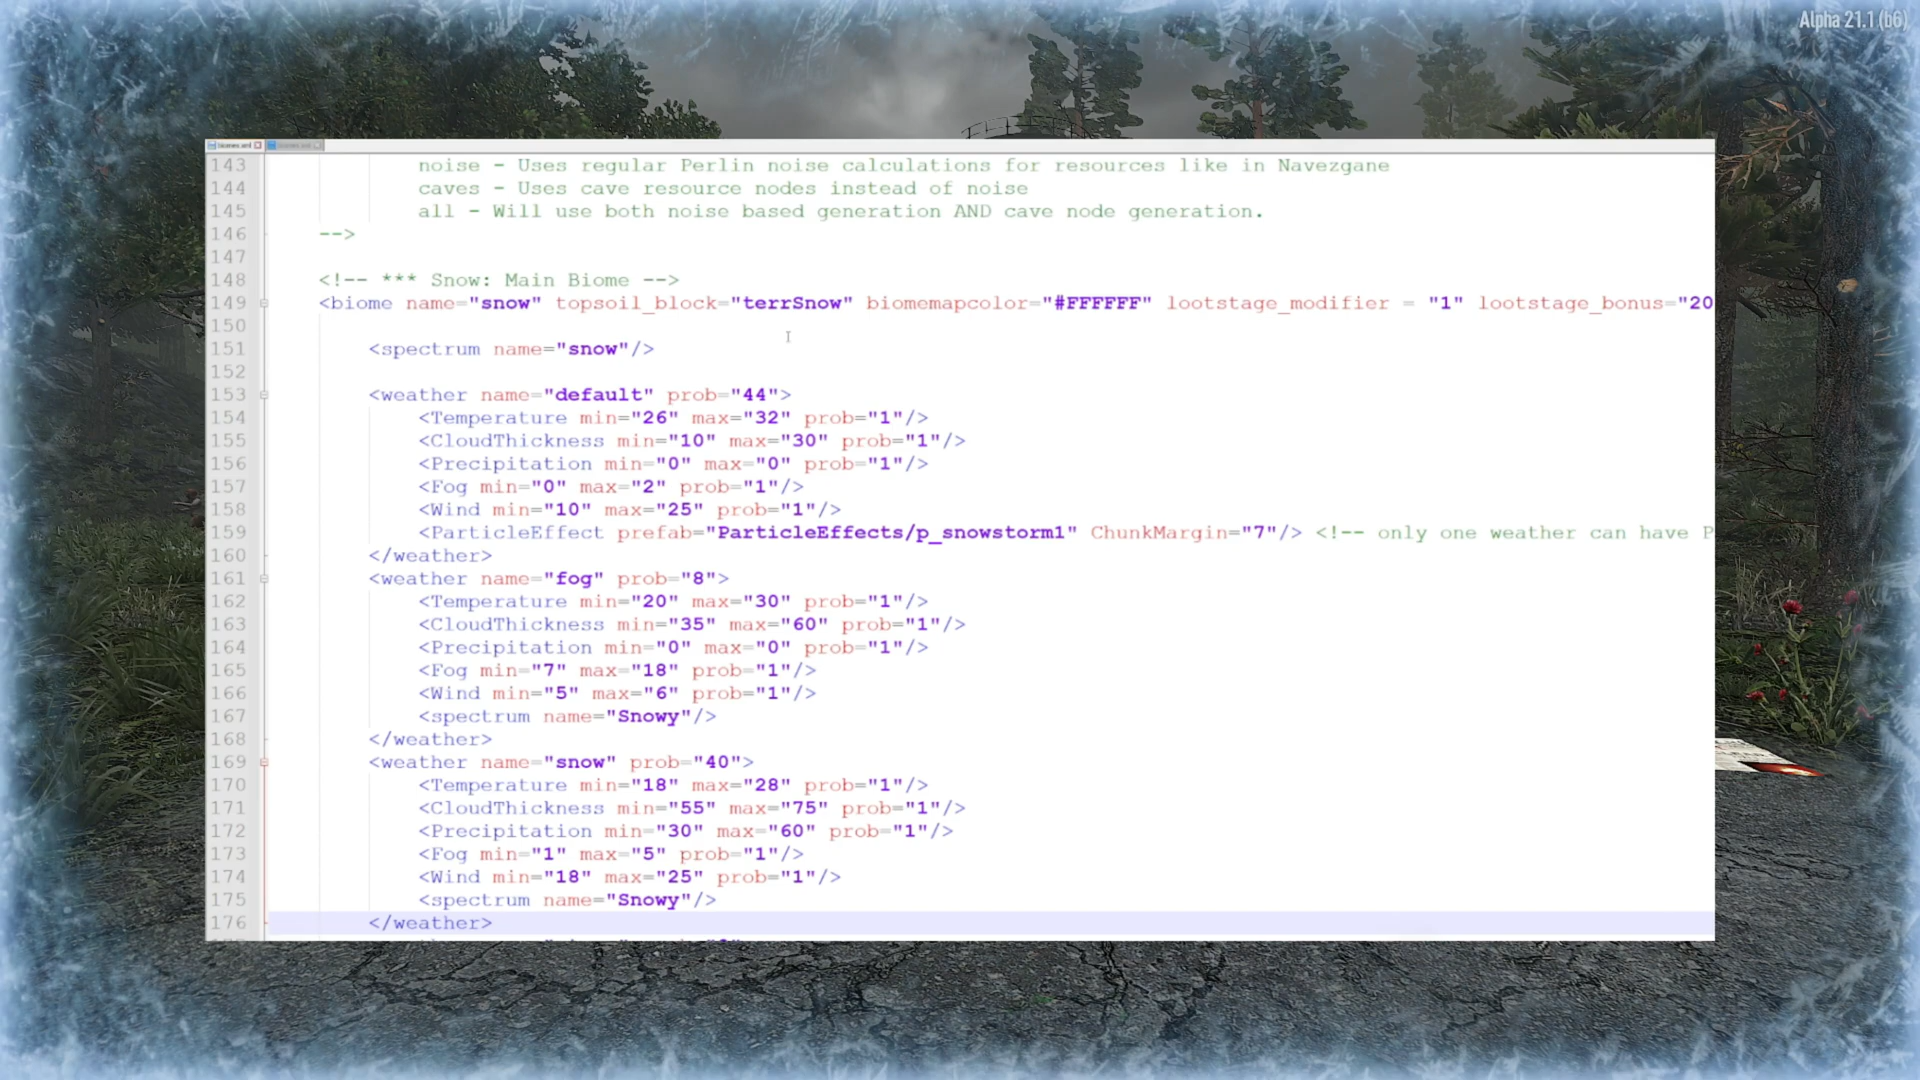 Alpha 21.1 (b6)
biomes.xml
143 noise - Uses regular Perlin noise calculations for resources like in Navezgane
144 caves - Uses cave resource nodes instead of noise
145 all - Will use both noise based generation AND cave node generation.
146 -->
147
148 <!-- *** Snow: Main Biome -->
149 <biome name="snow" topsoil_block="terrSnow" biomemapcolor="#FFFFFF" lootstage_modifier = "1" lootstage_bonus="20
150
151 <spectrum name="snow"/>
152
153 <weather name="default" prob="44">
154 <Temperature min="26" max="32" prob="1"/>
155 <CloudThickness min="10" max="30" prob="1"/>
156 <Precipitation min="0" max="0" prob="1"/>
157 <Fog min="0" max="2" prob="1"/>
158 <Wind min="10" max="25" prob="1"/>
159 <ParticleEffect prefab="ParticleEffects/p_snowstorm1" ChunkMargin="7"/> <!-- only one weather can have P
160 </weather>
161 <weather name="fog" prob="8">
162 <Temperature min="20" max="30" prob="1"/>
163 <CloudThickness min="35" max="60" prob="1"/>
164 <Precipitation min="0" max="0" prob="1"/>
165 <Fog min="7" max="18" prob="1"/>
166 <Wind min="5" max="6" prob="1"/>
167 <spectrum name="Snowy"/>
168 </weather>
169 <weather name="snow" prob="40">
170 <Temperature min="18" max="28" prob="1"/>
171 <CloudThickness min="55" max="75" prob="1"/>
172 <Precipitation min="30" max="60" prob="1"/>
173 <Fog min="1" max="5" prob="1"/>
174 <Wind min="18" max="25" prob="1"/>
175 <spectrum name="Snowy"/>
176 </weather>